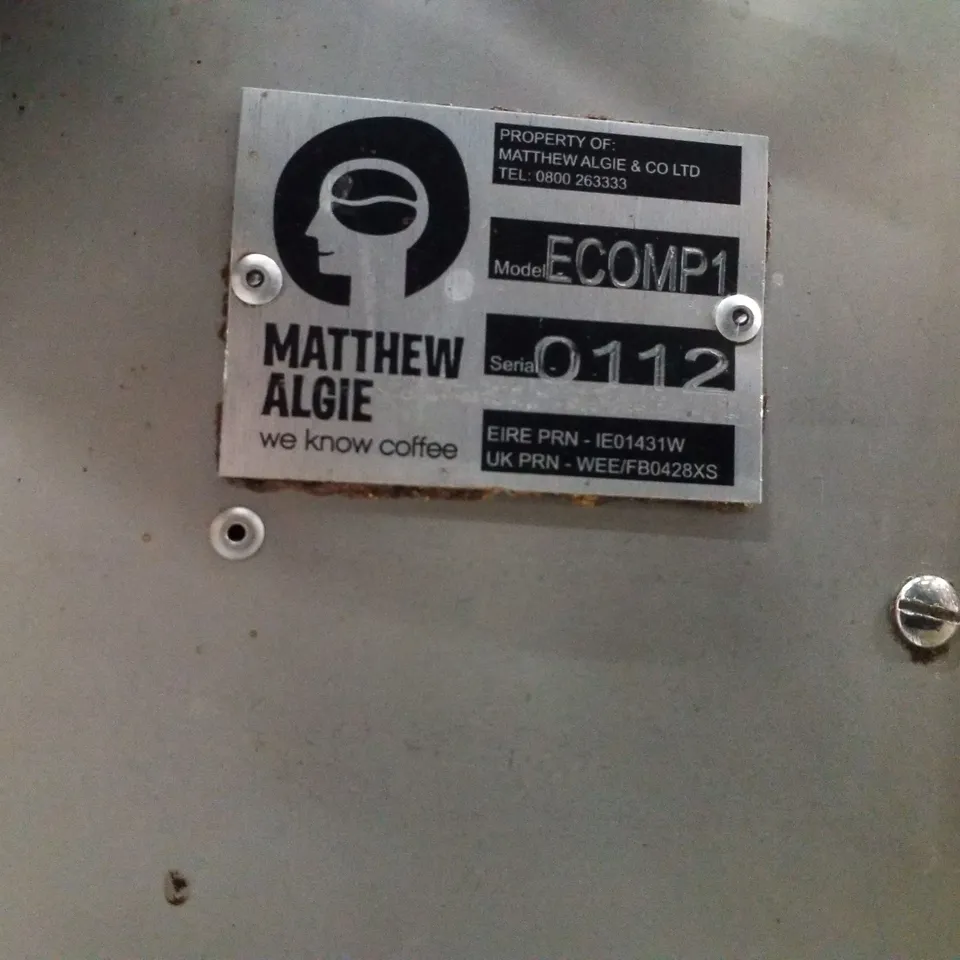 PROPERTY OF:
MATTHEW ALGIE & CO LTD
TEL: 0800 263333
Model ECOMP1
Serial 0112
EIRE PRN - IE01431W
UK PRN - WEE/FB0428XS
MATTHEW
ALGIE
we know coffee